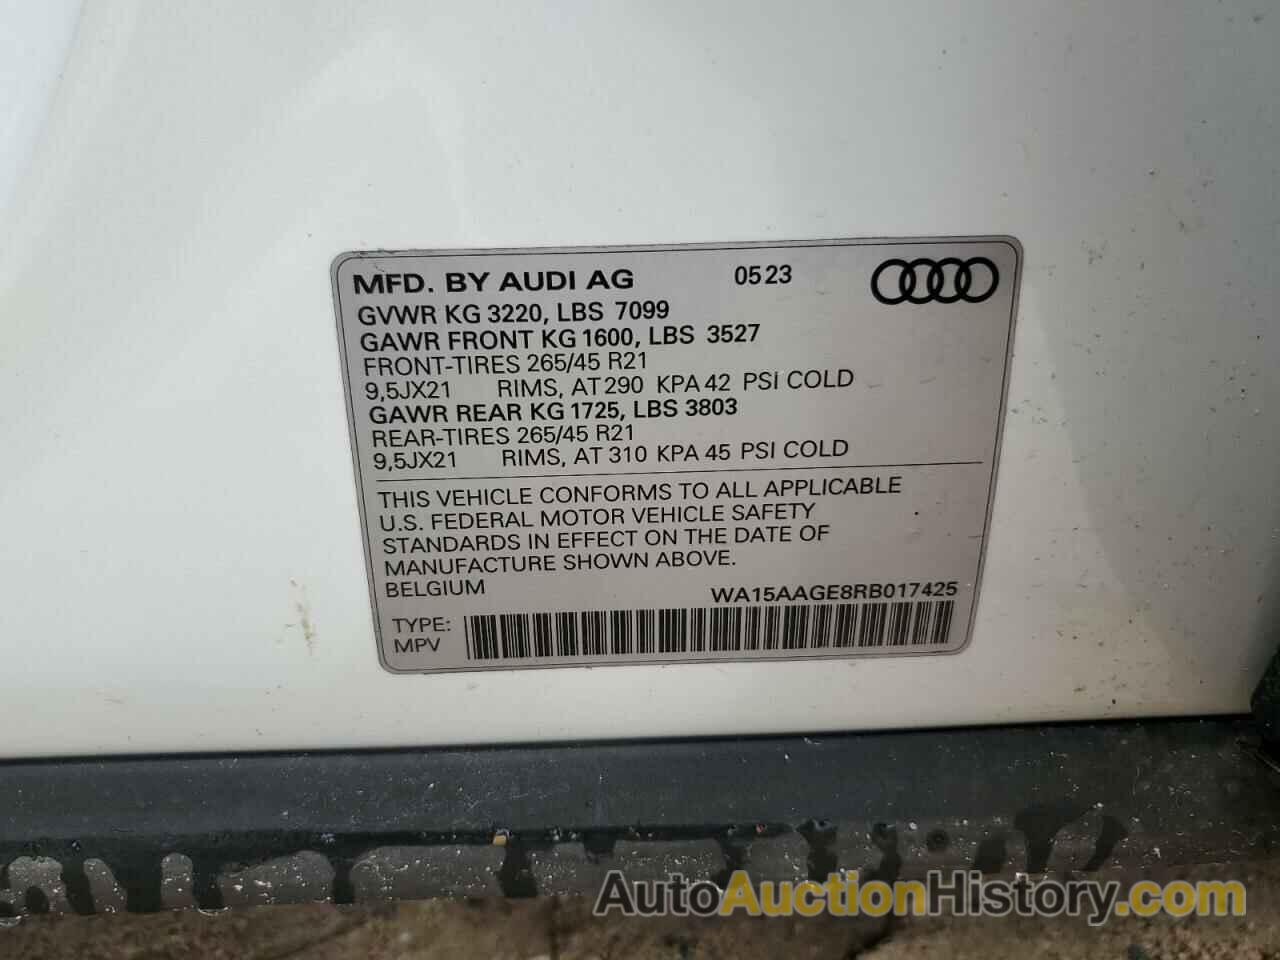 MFD. BY AUDI AG 0523
GVWR KG 3220, LBS 7099
GAWR FRONT KG 1600, LBS 3527
FRONT-TIRES 265/45 R21
9,5JX21 RIMS, AT 290 KPA 42 PSI COLD
GAWR REAR KG 1725, LBS 3803
REAR-TIRES 265/45 R21
9,5JX21 RIMS, AT 310 KPA 45 PSI COLD
THIS VEHICLE CONFORMS TO ALL APPLICABLE
U.S. FEDERAL MOTOR VEHICLE SAFETY
STANDARDS IN EFFECT ON THE DATE OF
MANUFACTURE SHOWN ABOVE.
BELGIUM WA15AAGE8RB017425
TYPE:
MPV
AutoAuctionHistory.com